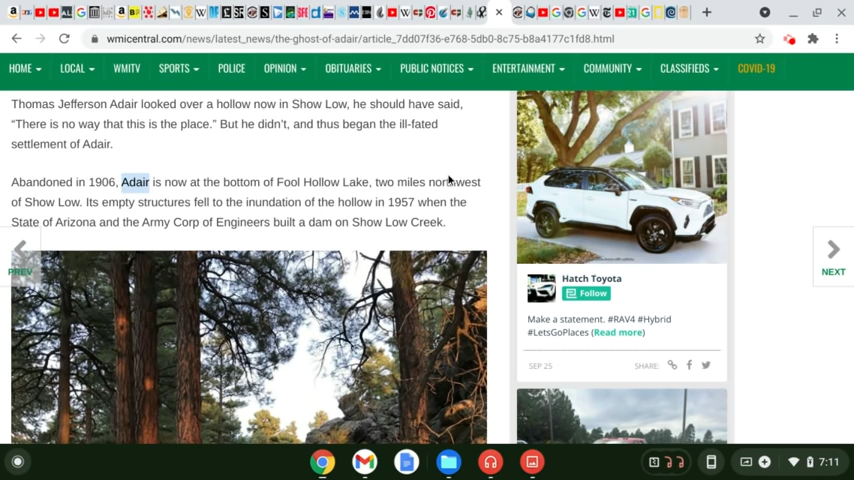 wmicentral.com/news/latest_news/the-ghost-of-adair/article_7dd07f36-e768-5db0-8c75-b8a4177c1fd8.html
HOME LOCAL WMITV SPORTS POLICE OPINION OBITUARIES PUBLIC NOTICES ENTERTAINMENT COMMUNITY CLASSIFIEDS COVID-19
Thomas Jefferson Adair looked over a hollow now in Show Low, he should have said,
“There is no way that this is the place.” But he didn’t, and thus began the ill-fated
settlement of Adair.
Abandoned in 1906, Adair is now at the bottom of Fool Hollow Lake, two miles northwest
of Show Low. Its empty structures fell to the inundation of the hollow in 1957 when the
State of Arizona and the Army Corp of Engineers built a dam on Show Low Creek.
PREV
NEXT
Hatch Toyota
Follow
Make a statement. #RAV4 #Hybrid
#LetsGoPlaces (Read more)
SEP 25 SHARE:
7:11